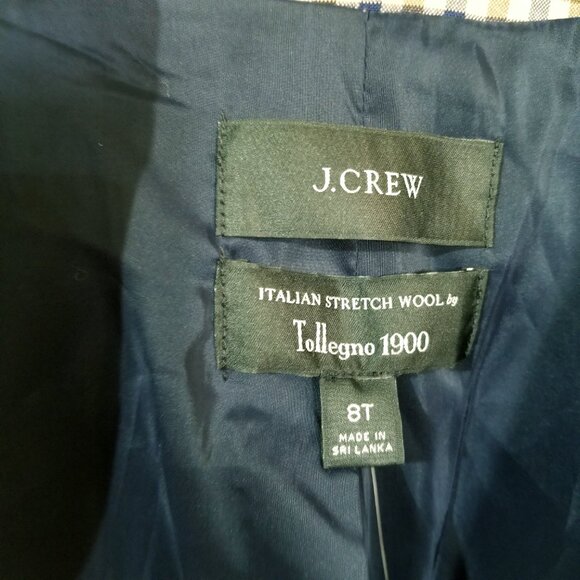 J.CREW
ITALIAN STRETCH WOOL by
Tollegno 1900
8T
MADE IN
SRI LANKA